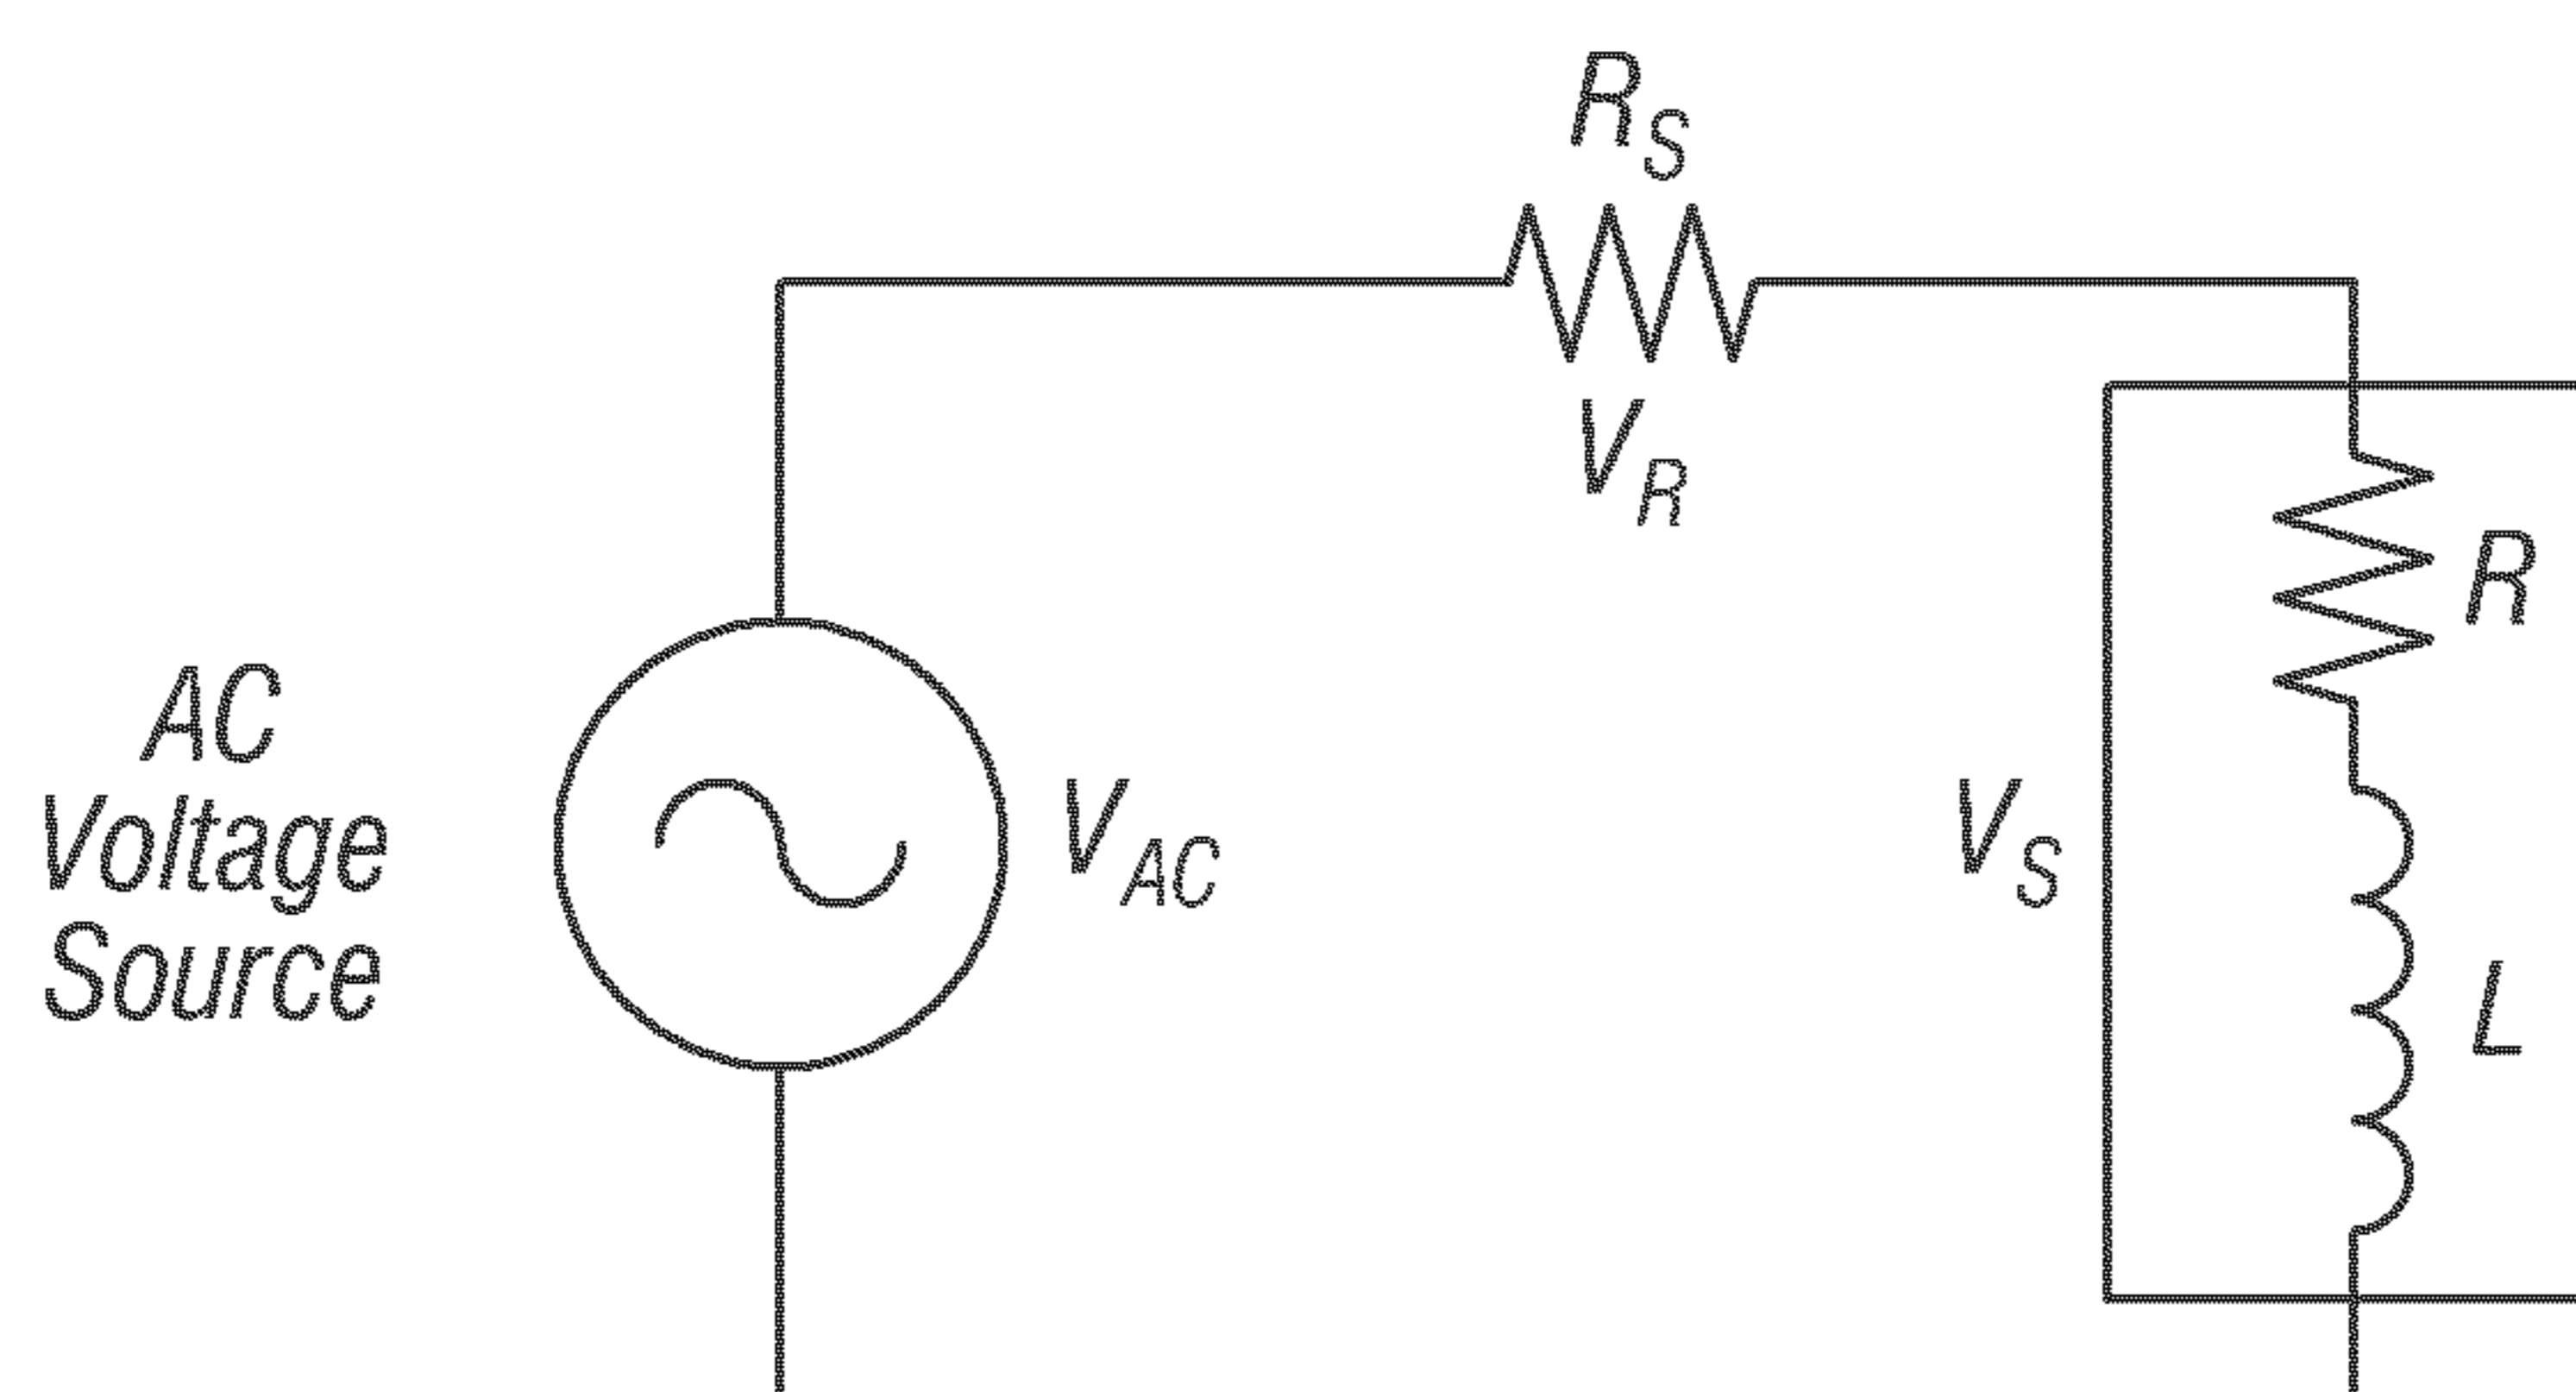 R_S
V_R
R
AC
Voltage
Source
V_AC
V_S
L